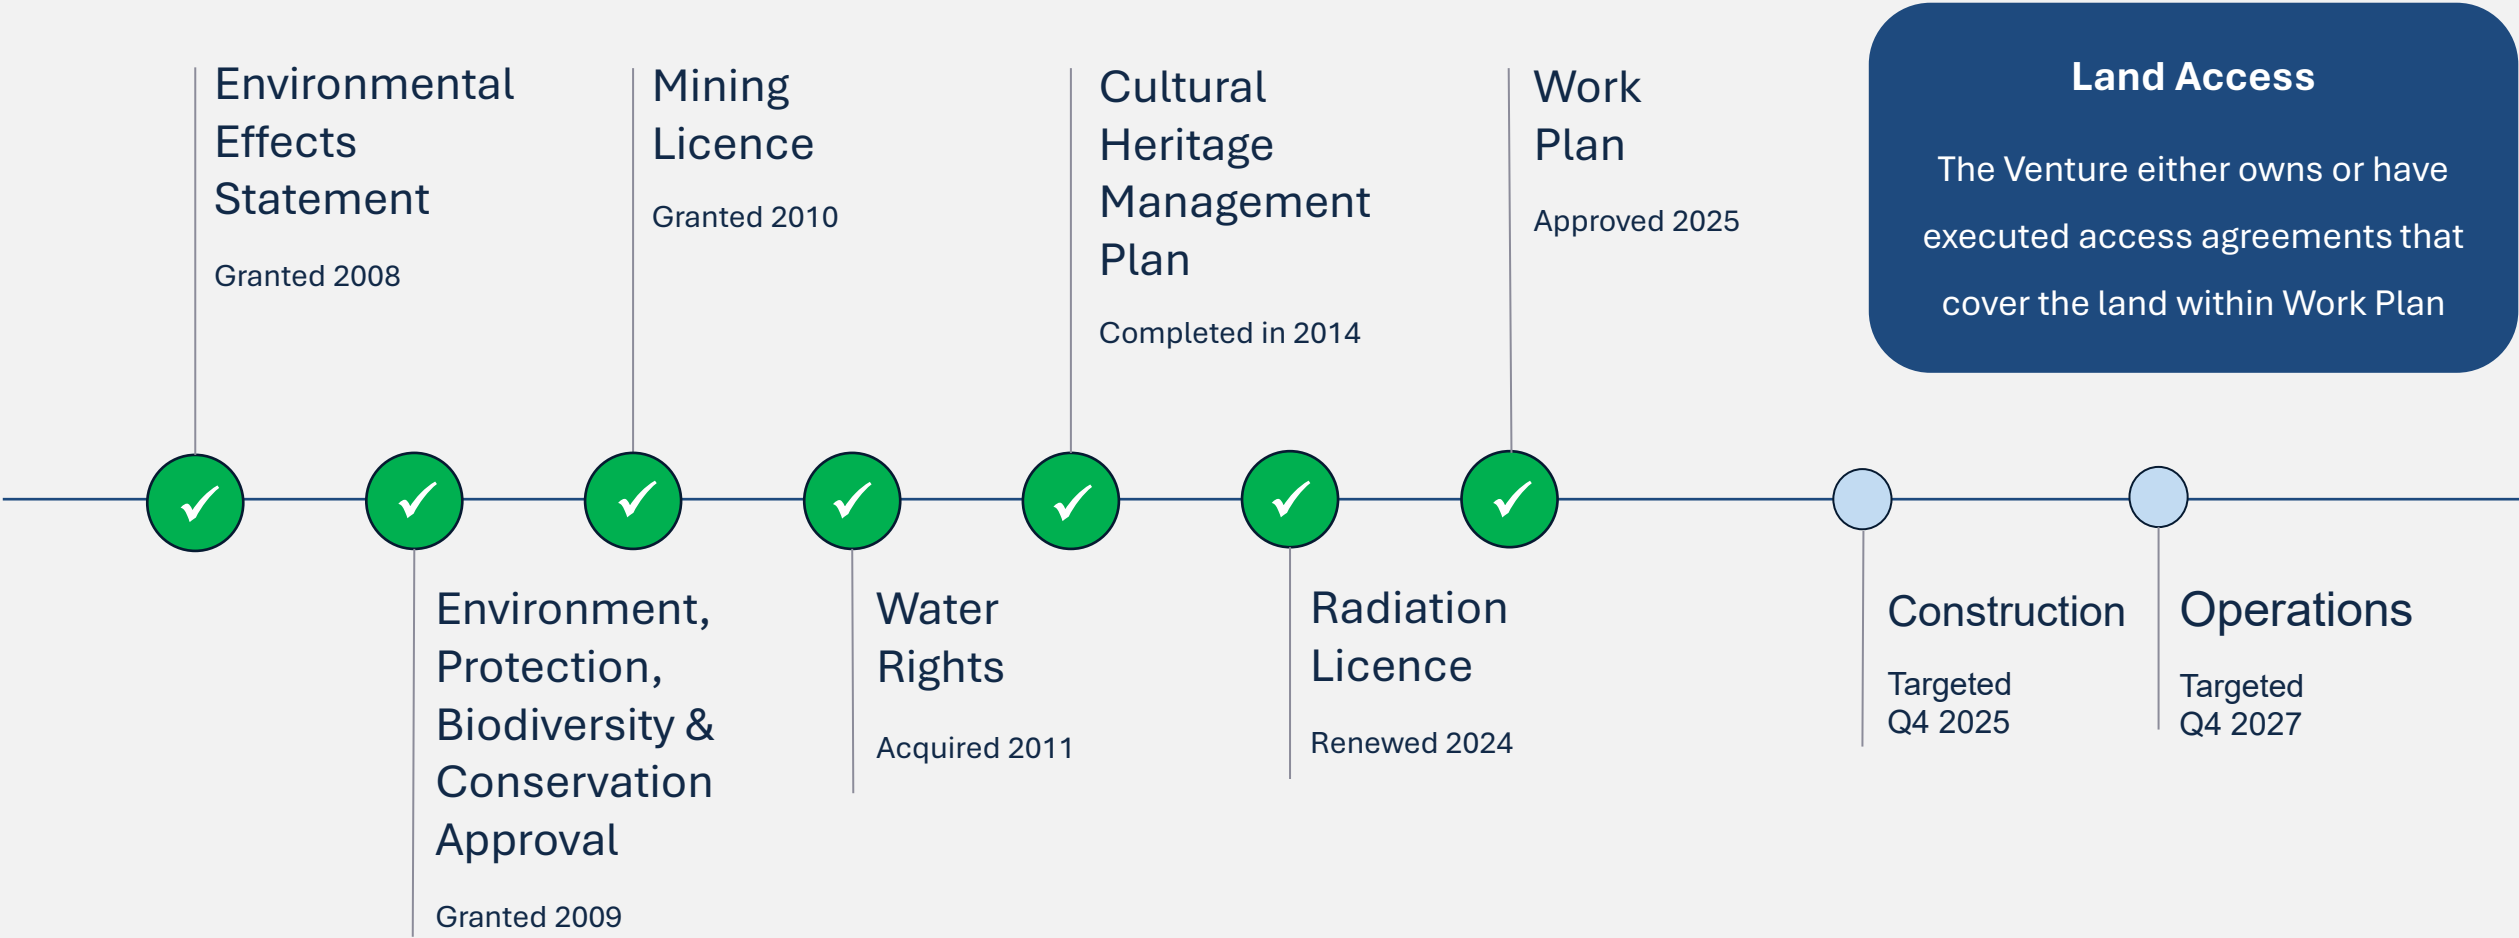 Environmental
Effects
Statement
Granted 2008
Mining
Licence
Granted 2010
Cultural
Heritage
Management
Plan
Completed in 2014
Work
Plan
Approved 2025
Land Access
The Venture either owns or have
executed access agreements that
cover the land within Work Plan
Environment,
Protection,
Biodiversity &
Conservation
Approval
Granted 2009
Water
Rights
Acquired 2011
Radiation
Licence
Renewed 2024
Construction
Targeted
Q4 2025
Operations
Targeted
Q4 2027